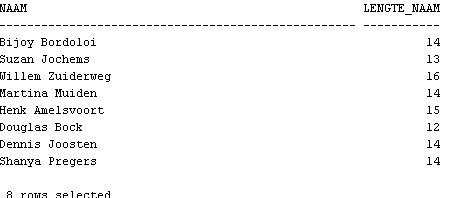 NAAM LENGTE_NAAM
-------------------------------------------------- -----------
Bijoy Bordoloi 14
Suzan Jochems 13
Willem Zuiderweg 16
Martina Muiden 14
Henk Amelsvoort 15
Douglas Bock 12
Dennis Joosten 14
Shanya Pregers 14
8 rows selected